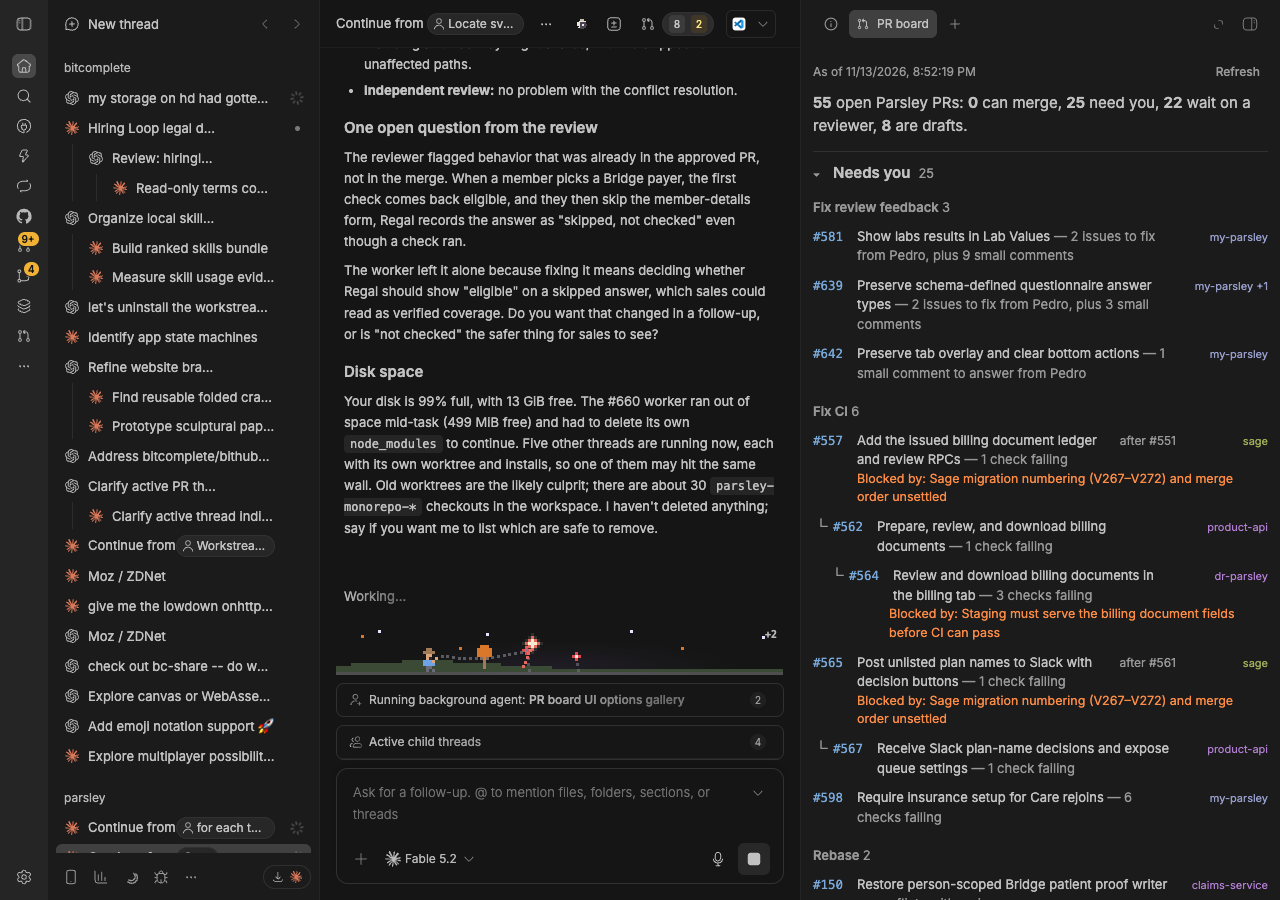 New thread
bitcomplete
my storage on hd had gotte...
Hiring Loop legal d...
Review: hiringl...
Read-only terms co...
Organize local skill...
Build ranked skills bundle
Measure skill usage evid...
let's uninstall the workstrea...
Identify app state machines
Refine website bra...
Find reusable folded cra...
Prototype sculptural pap...
Address bitcomplete/bithub...
Clarify active PR th...
Clarify active thread indi...
Continue from Workstrea...
Moz / ZDNet
give me the lowdown onhttp...
Moz / ZDNet
check out bc-share -- do w...
Explore canvas or WebAsse...
Add emoji notation support 🚀
Explore multiplayer possibilit...
parsley
Continue from for each t...
9+
4
Continue from Locate sv...
8 2
unaffected paths.
• Independent review: no problem with the conflict resolution.
One open question from the review
The reviewer flagged behavior that was already in the approved PR,
not in the merge. When a member picks a Bridge payer, the first
check comes back eligible, and they then skip the member-details
form, Regal records the answer as "skipped, not checked" even
though a check ran.
The worker left it alone because fixing it means deciding whether
Regal should show "eligible" on a skipped answer, which sales could
read as verified coverage. Do you want that changed in a follow-up,
or is "not checked" the safer thing for sales to see?
Disk space
Your disk is 99% full, with 13 GiB free. The #660 worker ran out of
space mid-task (499 MiB free) and had to delete its own
node_modules to continue. Five other threads are running now, each
with its own worktree and installs, so one of them may hit the same
wall. Old worktrees are the likely culprit; there are about 30 parsley-
monorepo-* checkouts in the workspace. I haven't deleted anything;
say if you want me to list which are safe to remove.
Working...
+2
Running background agent: PR board UI options gallery 2
Active child threads 4
Ask for a follow-up. @ to mention files, folders, sections, or
threads
Fable 5.2
PR board
As of 11/13/2026, 8:52:19 PM Refresh
55 open Parsley PRs: 0 can merge, 25 need you, 22 wait on a
reviewer, 8 are drafts.
Needs you 25
Fix review feedback 3
#581 Show labs results in Lab Values — 2 issues to fix my-parsley
from Pedro, plus 9 small comments
#639 Preserve schema-defined questionnaire answer my-parsley +1
types — 2 issues to fix from Pedro, plus 3 small
comments
#642 Preserve tab overlay and clear bottom actions — 1 my-parsley
small comment to answer from Pedro
Fix CI 6
#557 Add the issued billing document ledger after #551 sage
and review RPCs — 1 check failing
Blocked by: Sage migration numbering (V267–V272) and merge
order unsettled
#562 Prepare, review, and download billing product-api
documents — 1 check failing
#564 Review and download billing documents in dr-parsley
the billing tab — 3 checks failing
Blocked by: Staging must serve the billing document fields
before CI can pass
#565 Post unlisted plan names to Slack with after #561 sage
decision buttons — 1 check failing
Blocked by: Sage migration numbering (V267–V272) and merge
order unsettled
#567 Receive Slack plan-name decisions and expose product-api
queue settings — 1 check failing
#598 Require insurance setup for Care rejoins — 6 my-parsley
checks failing
Rebase 2
#150 Restore person-scoped Bridge patient proof writer claims-service